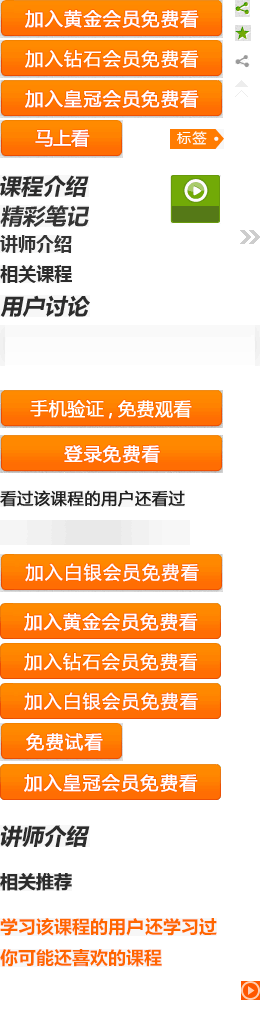 加入黄金会员免费看
加入钻石会员免费看
加入皇冠会员免费看
马上看
标签
课程介绍
精彩笔记
讲师介绍
相关课程
用户讨论
手机验证，免费观看
登录免费看
看过该课程的用户还看过
加入白银会员免费看
加入黄金会员免费看
加入钻石会员免费看
加入白银会员免费看
免费试看
加入皇冠会员免费看
讲师介绍
相关推荐
学习该课程的用户还学习过
你可能还喜欢的课程